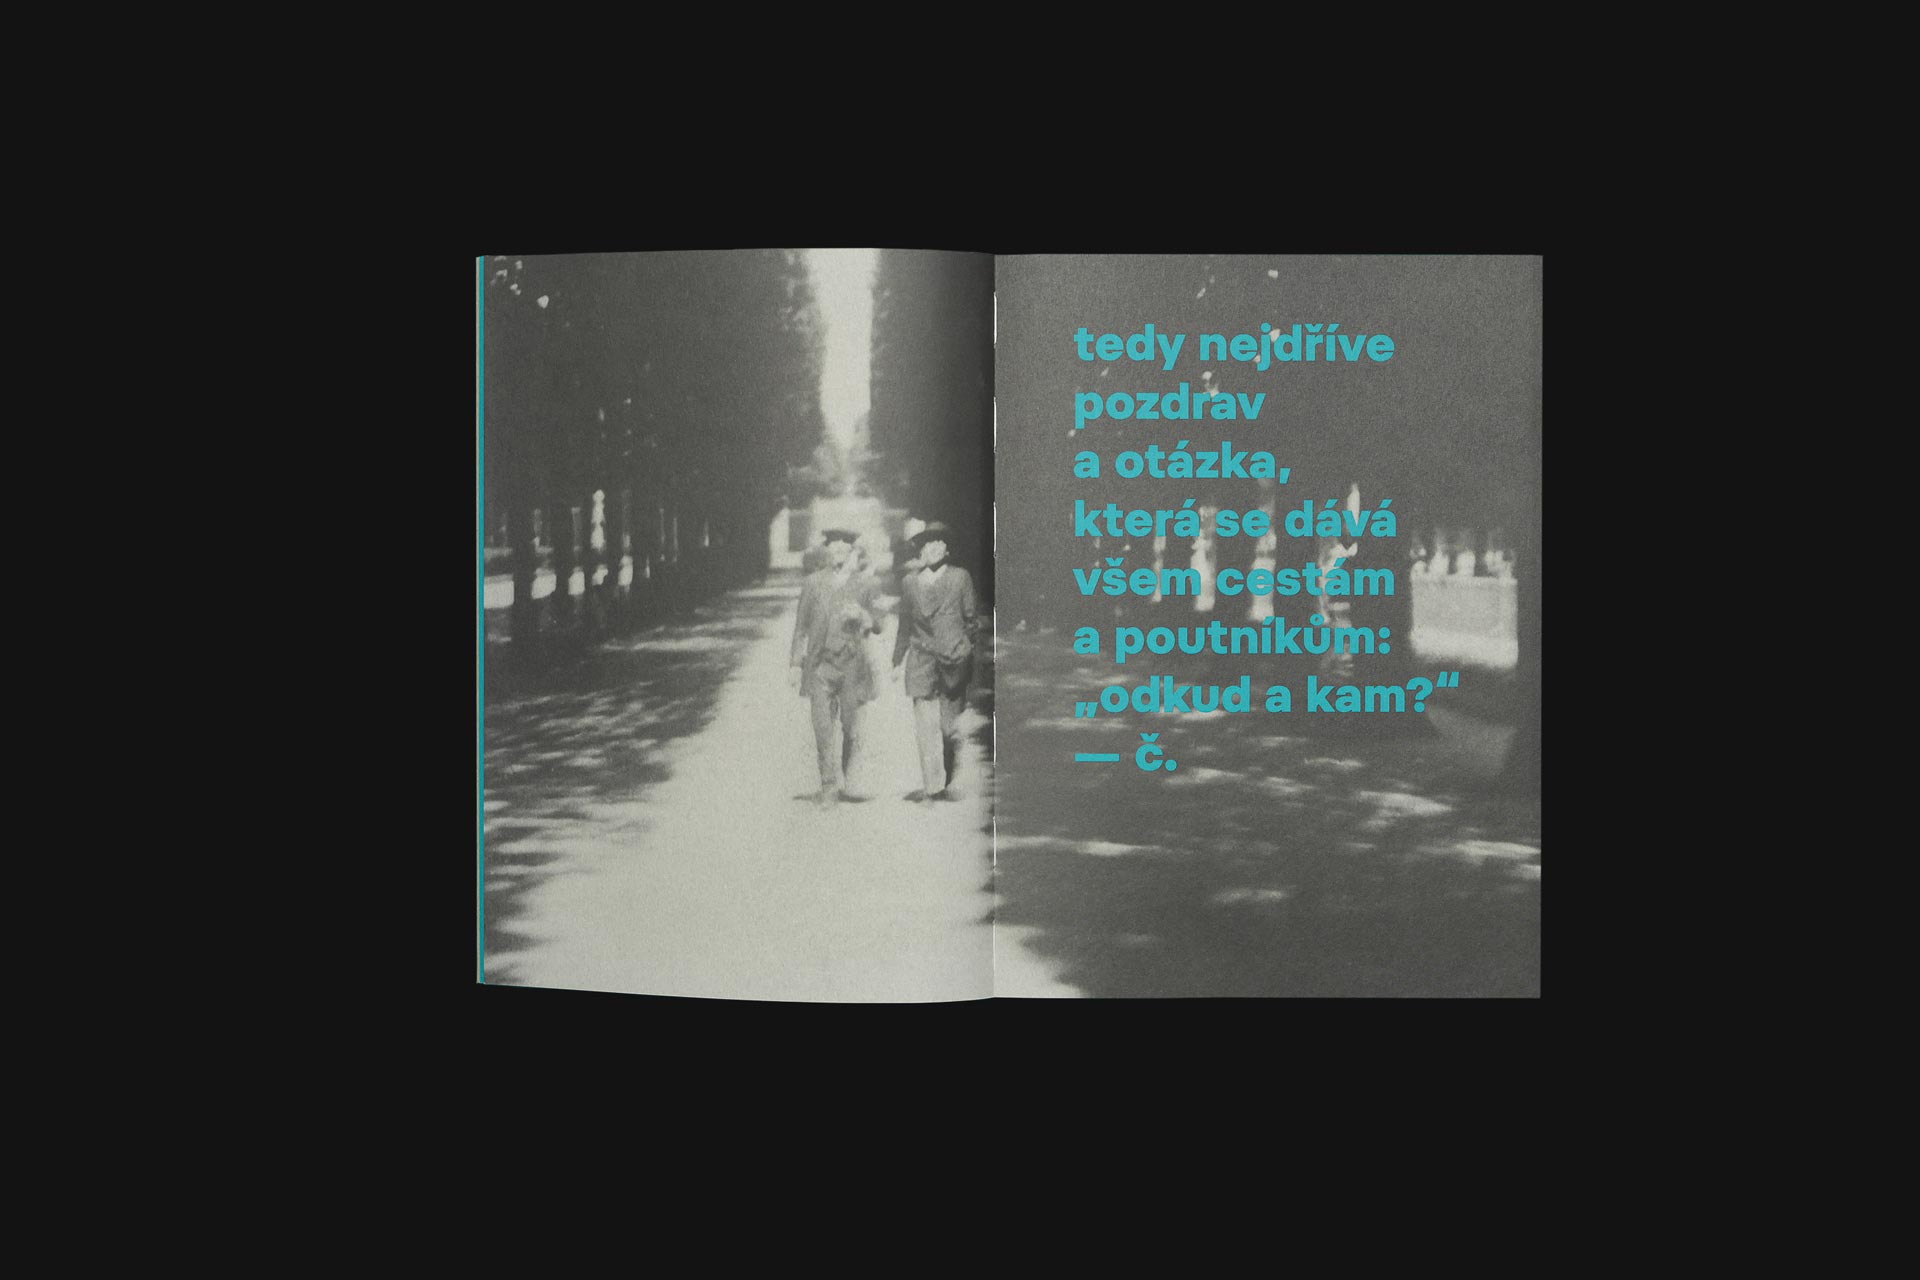 tedy nejdříve
pozdrav
a otázka,
která se dává
všem cestám
a poutníkům:
„odkud a kam?“
— č.